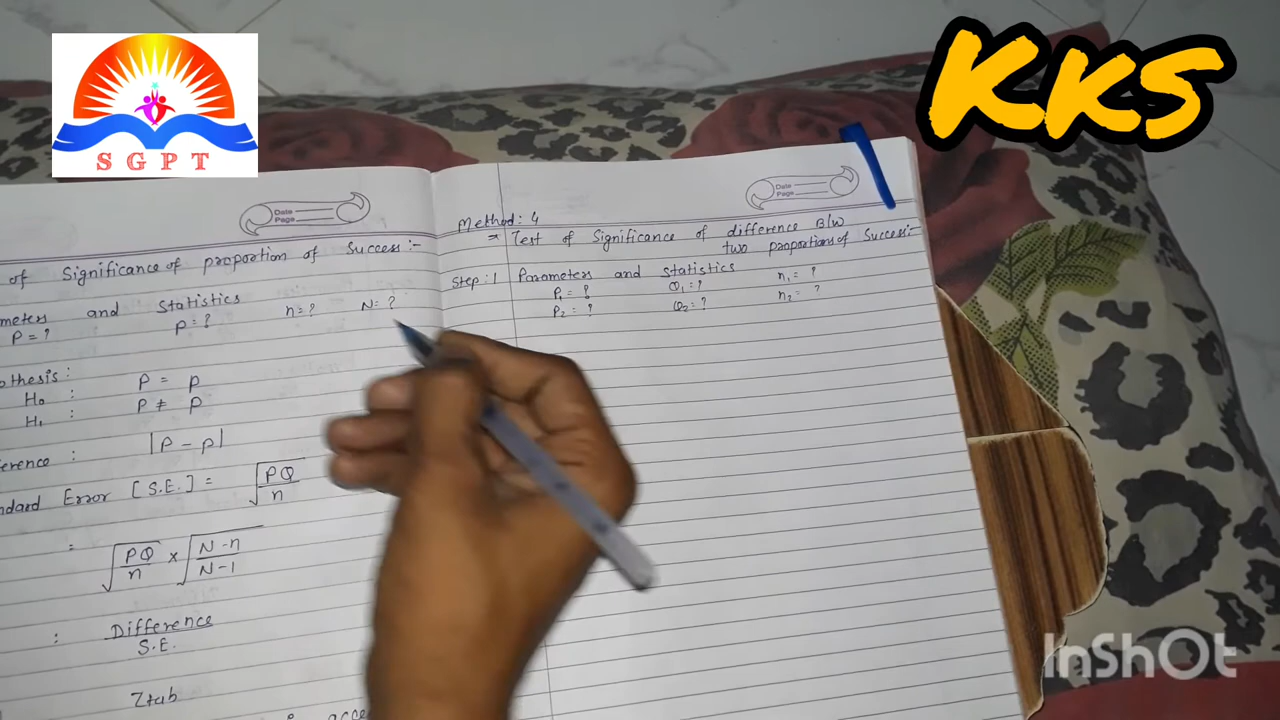 SGPT
KKS
Date
Page
of Significance of proportion of Success:-
meters and Statistics
P = ? p = ? n = ? N = ?
othesis :
H₀ : P = p
H₁ : P ≠ p
erence : |P - p|
ndard Error [S.E.] = √(PQ/n)
= √(PQ/n) × √((N-n)/(N-1))
: Difference/S.E.
Ztab
Date
Page
Method: 4
⇒ Test of Significance of difference B/W
two proportions of Success:-
Step: 1 Parameters and Statistics
P₁ = ? Q₁ = ? n₁ = ?
P₂ = ? Q₂ = ? n₂ = ?
InShOt